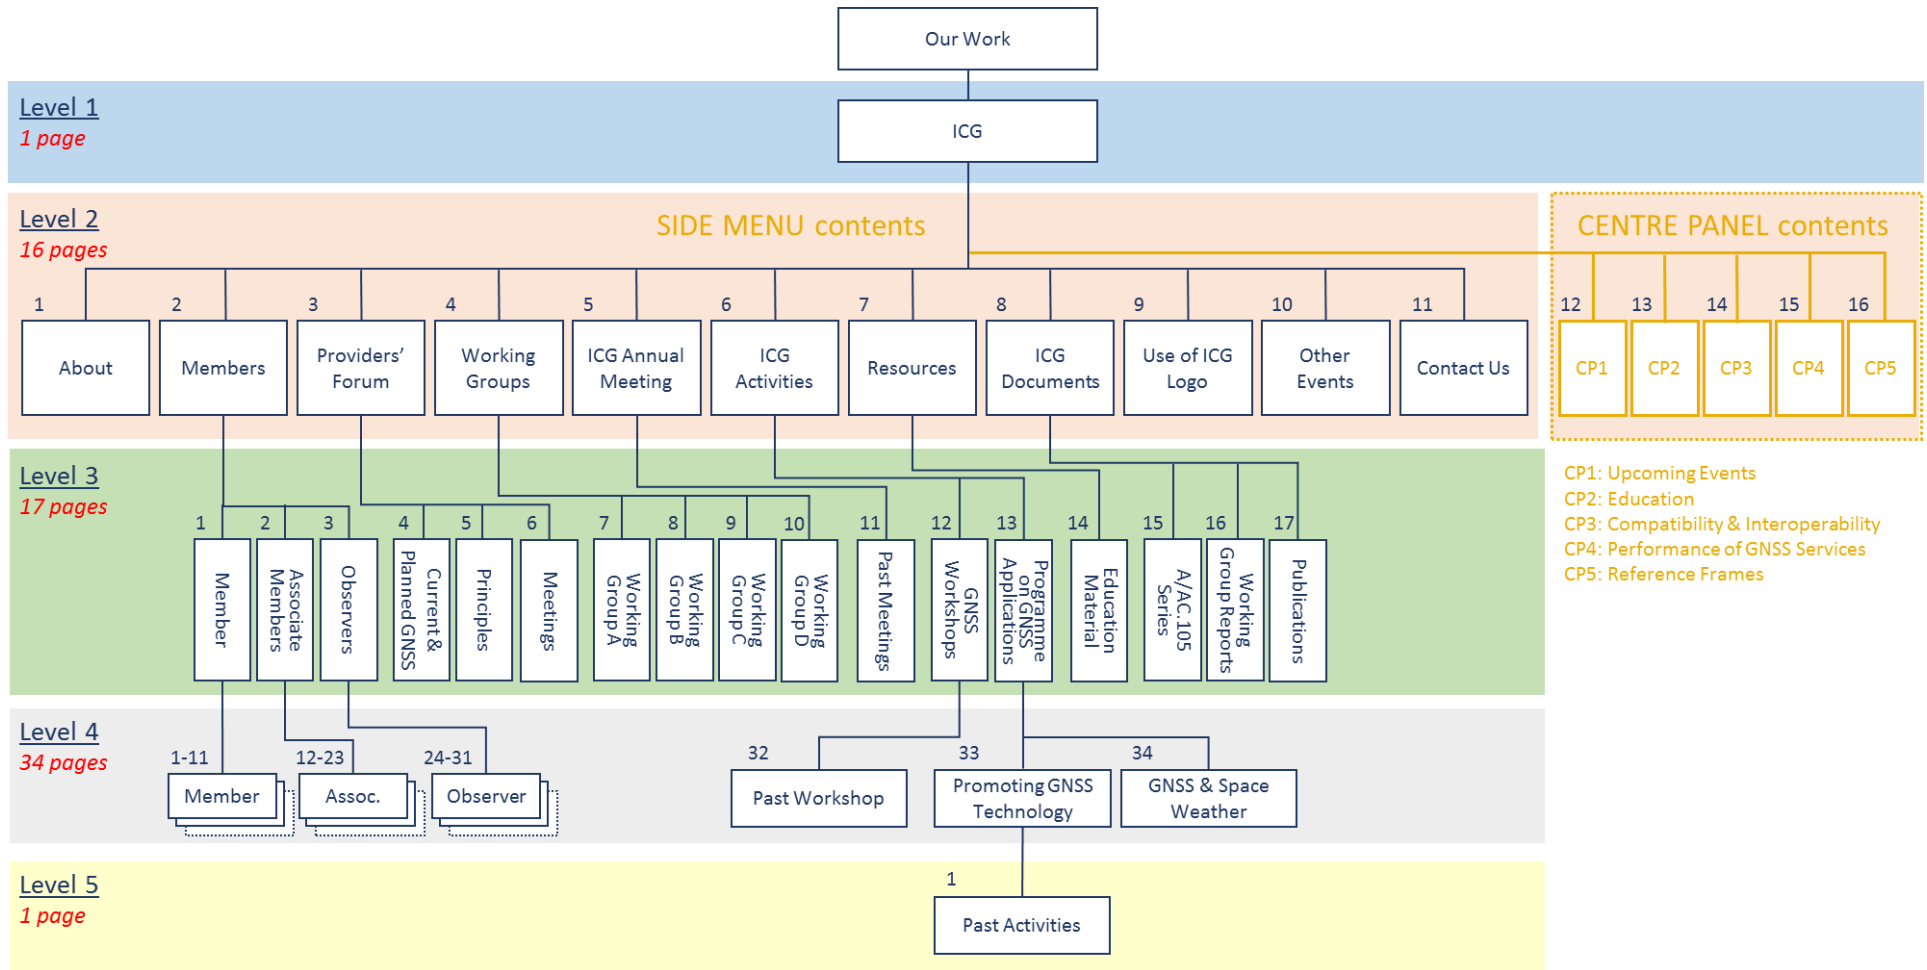 Our Work
Level 1
1 page
ICG
Level 2
16 pages
SIDE MENU contents
CENTRE PANEL contents
1
2
3
4
5
6
7
8
9
10
11
12
13
14
15
16
About
Members
Providers’
Forum
Working
Groups
ICG Annual
Meeting
ICG
Activities
Resources
ICG
Documents
Use of ICG
Logo
Other
Events
Contact Us
CP1
CP2
CP3
CP4
CP5
CP1: Upcoming Events
CP2: Education
CP3: Compatibility & Interoperability
CP4: Performance of GNSS Services
CP5: Reference Frames
Level 3
17 pages
1
2
3
4
5
6
7
8
9
10
11
12
13
14
15
16
17
Member
Associate
Members
Observers
Current &
Planned GNSS
Principles
Meetings
Working
Group A
Working
Group B
Working
Group C
Working
Group D
Past Meetings
GNSS
Workshops
Programme
on GNSS
Applications
Education
Material
A/AC.105
Series
Working
Group Reports
Publications
Level 4
34 pages
1-11
12-23
24-31
32
33
34
Member
Assoc.
Observer
Past Workshop
Promoting GNSS
Technology
GNSS & Space
Weather
Level 5
1 page
1
Past Activities